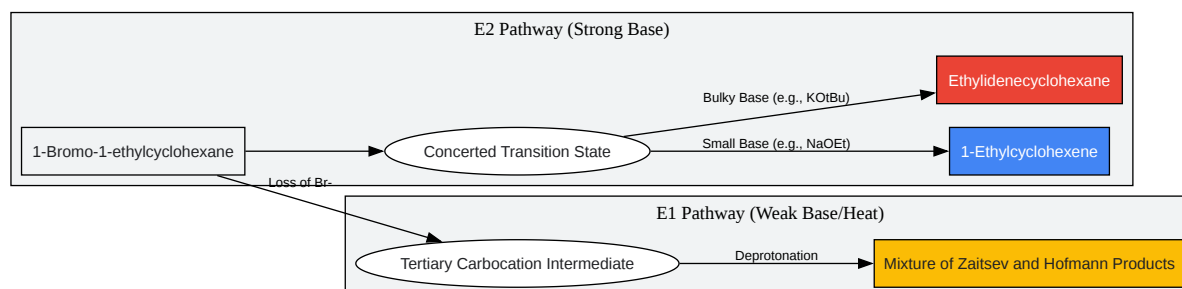 E2 Pathway (Strong Base)
Ethylidenecyclohexane
Bulky Base (e.g., KOtBu)
1-Bromo-1-ethylcyclohexane
Concerted Transition State
Small Base (e.g., NaOEt)
1-Ethylcyclohexene
Loss of Br-
E1 Pathway (Weak Base/Heat)
Tertiary Carbocation Intermediate
Deprotonation
Mixture of Zaitsev and Hofmann Products